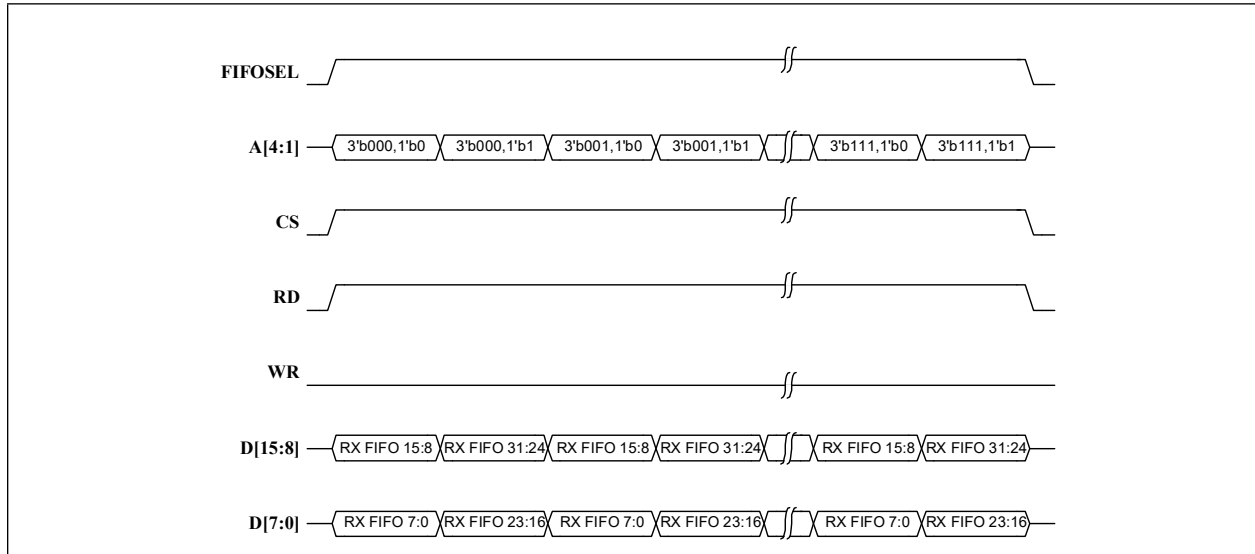 FIFOSEL
A[4:1] 3'b000,1'b0 3'b000,1'b1 3'b001,1'b0 3'b001,1'b1 3'b111,1'b0 3'b111,1'b1
CS
RD
WR
D[15:8] RX FIFO 15:8 RX FIFO 31:24 RX FIFO 15:8 RX FIFO 31:24 RX FIFO 15:8 RX FIFO 31:24
D[7:0] RX FIFO 7:0 RX FIFO 23:16 RX FIFO 7:0 RX FIFO 23:16 RX FIFO 7:0 RX FIFO 23:16